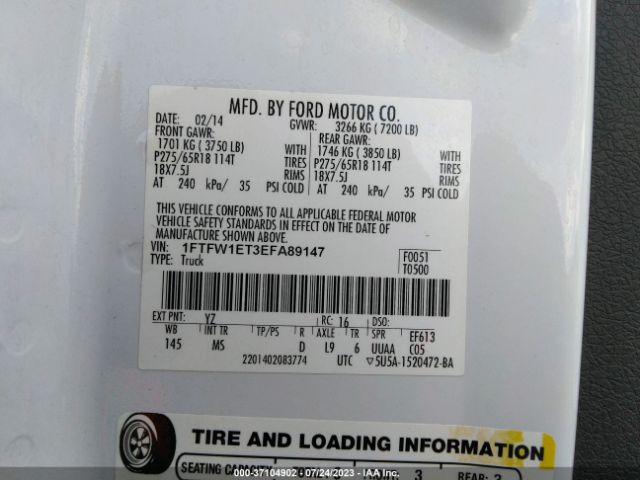 MFD. BY FORD MOTOR CO.
DATE: 02/14 GVWR: 3266 KG ( 7200 LB)
FRONT GAWR: REAR GAWR:
1701 KG ( 3750 LB) WITH 1746 KG ( 3850 LB) WITH
P275/65R18 114T TIRES P275/65R18 114T TIRES
18X7.5J RIMS 18X7.5J RIMS
AT 240 kPa/ 35 PSI COLD AT 240 kPa/ 35 PSI COLD
THIS VEHICLE CONFORMS TO ALL APPLICABLE FEDERAL MOTOR
VEHICLE SAFETY STANDARDS IN EFFECT ON THE DATE OF
MANUFACTURE SHOWN ABOVE.
VIN: 1FTFW1ET3EFA89147 F0051
TYPE: Truck T0500
EXT PNT: YZ RC: 16 DSO:
WB INT TR TP/PS R AXLE TR EF613
145 MS D L9 6 UUAA C05
2201402083774 UTC ▽5U5A-1520472-BA
TIRE AND LOADING INFORMATION
SEATING CAPACITY 3 REAR:
000-37104902 - 07/24/2023 - IAA Inc.